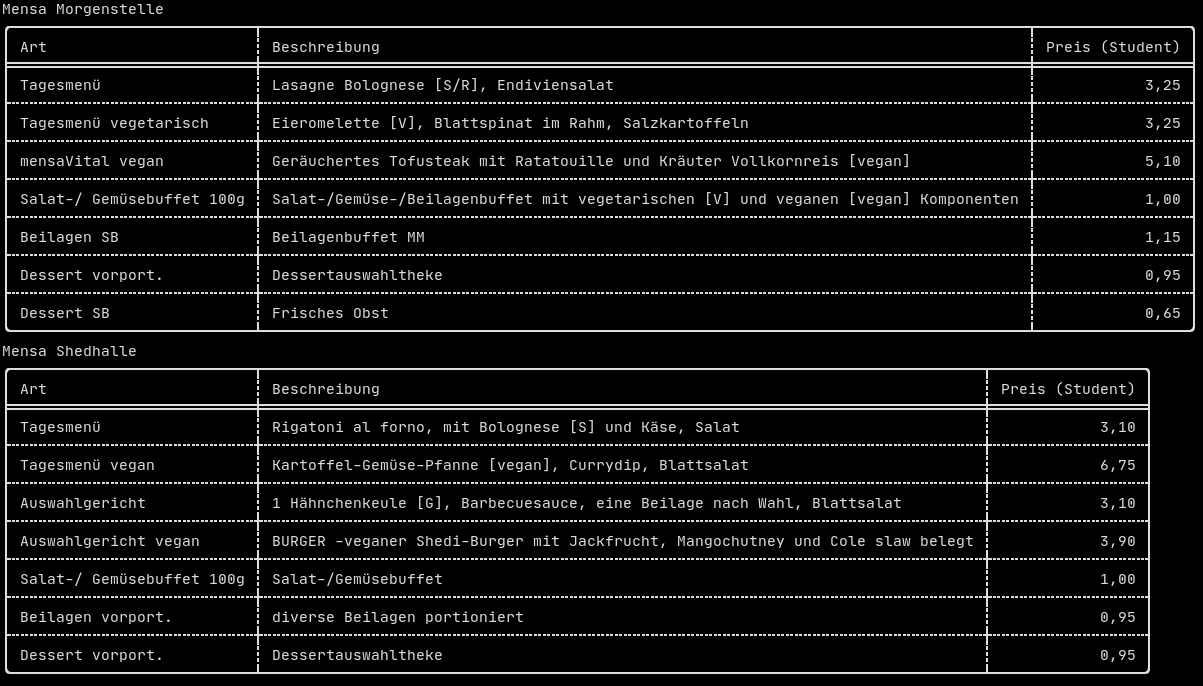 Mensa Morgenstelle
Art Beschreibung Preis (Student)
Tagesmenü Lasagne Bolognese [S/R], Endiviensalat 3,25
Tagesmenü vegetarisch Eieromelette [V], Blattspinat im Rahm, Salzkartoffeln 3,25
mensaVital vegan Geräuchertes Tofusteak mit Ratatouille und Kräuter Vollkornreis [vegan] 5,10
Salat-/ Gemüsebuffet 100g Salat-/Gemüse-/Beilagenbuffet mit vegetarischen [V] und veganen [vegan] Komponenten 1,00
Beilagen SB Beilagenbuffet MM 1,15
Dessert vorport. Dessertauswahltheke 0,95
Dessert SB Frisches Obst 0,65
Mensa Shedhalle
Art Beschreibung Preis (Student)
Tagesmenü Rigatoni al forno, mit Bolognese [S] und Käse, Salat 3,10
Tagesmenü vegan Kartoffel-Gemüse-Pfanne [vegan], Currydip, Blattsalat 6,75
Auswahlgericht 1 Hähnchenkeule [G], Barbecuesauce, eine Beilage nach Wahl, Blattsalat 3,10
Auswahlgericht vegan BURGER -veganer Shedi-Burger mit Jackfrucht, Mangochutney und Cole slaw belegt 3,90
Salat-/ Gemüsebuffet 100g Salat-/Gemüsebuffet 1,00
Beilagen vorport. diverse Beilagen portioniert 0,95
Dessert vorport. Dessertauswahltheke 0,95